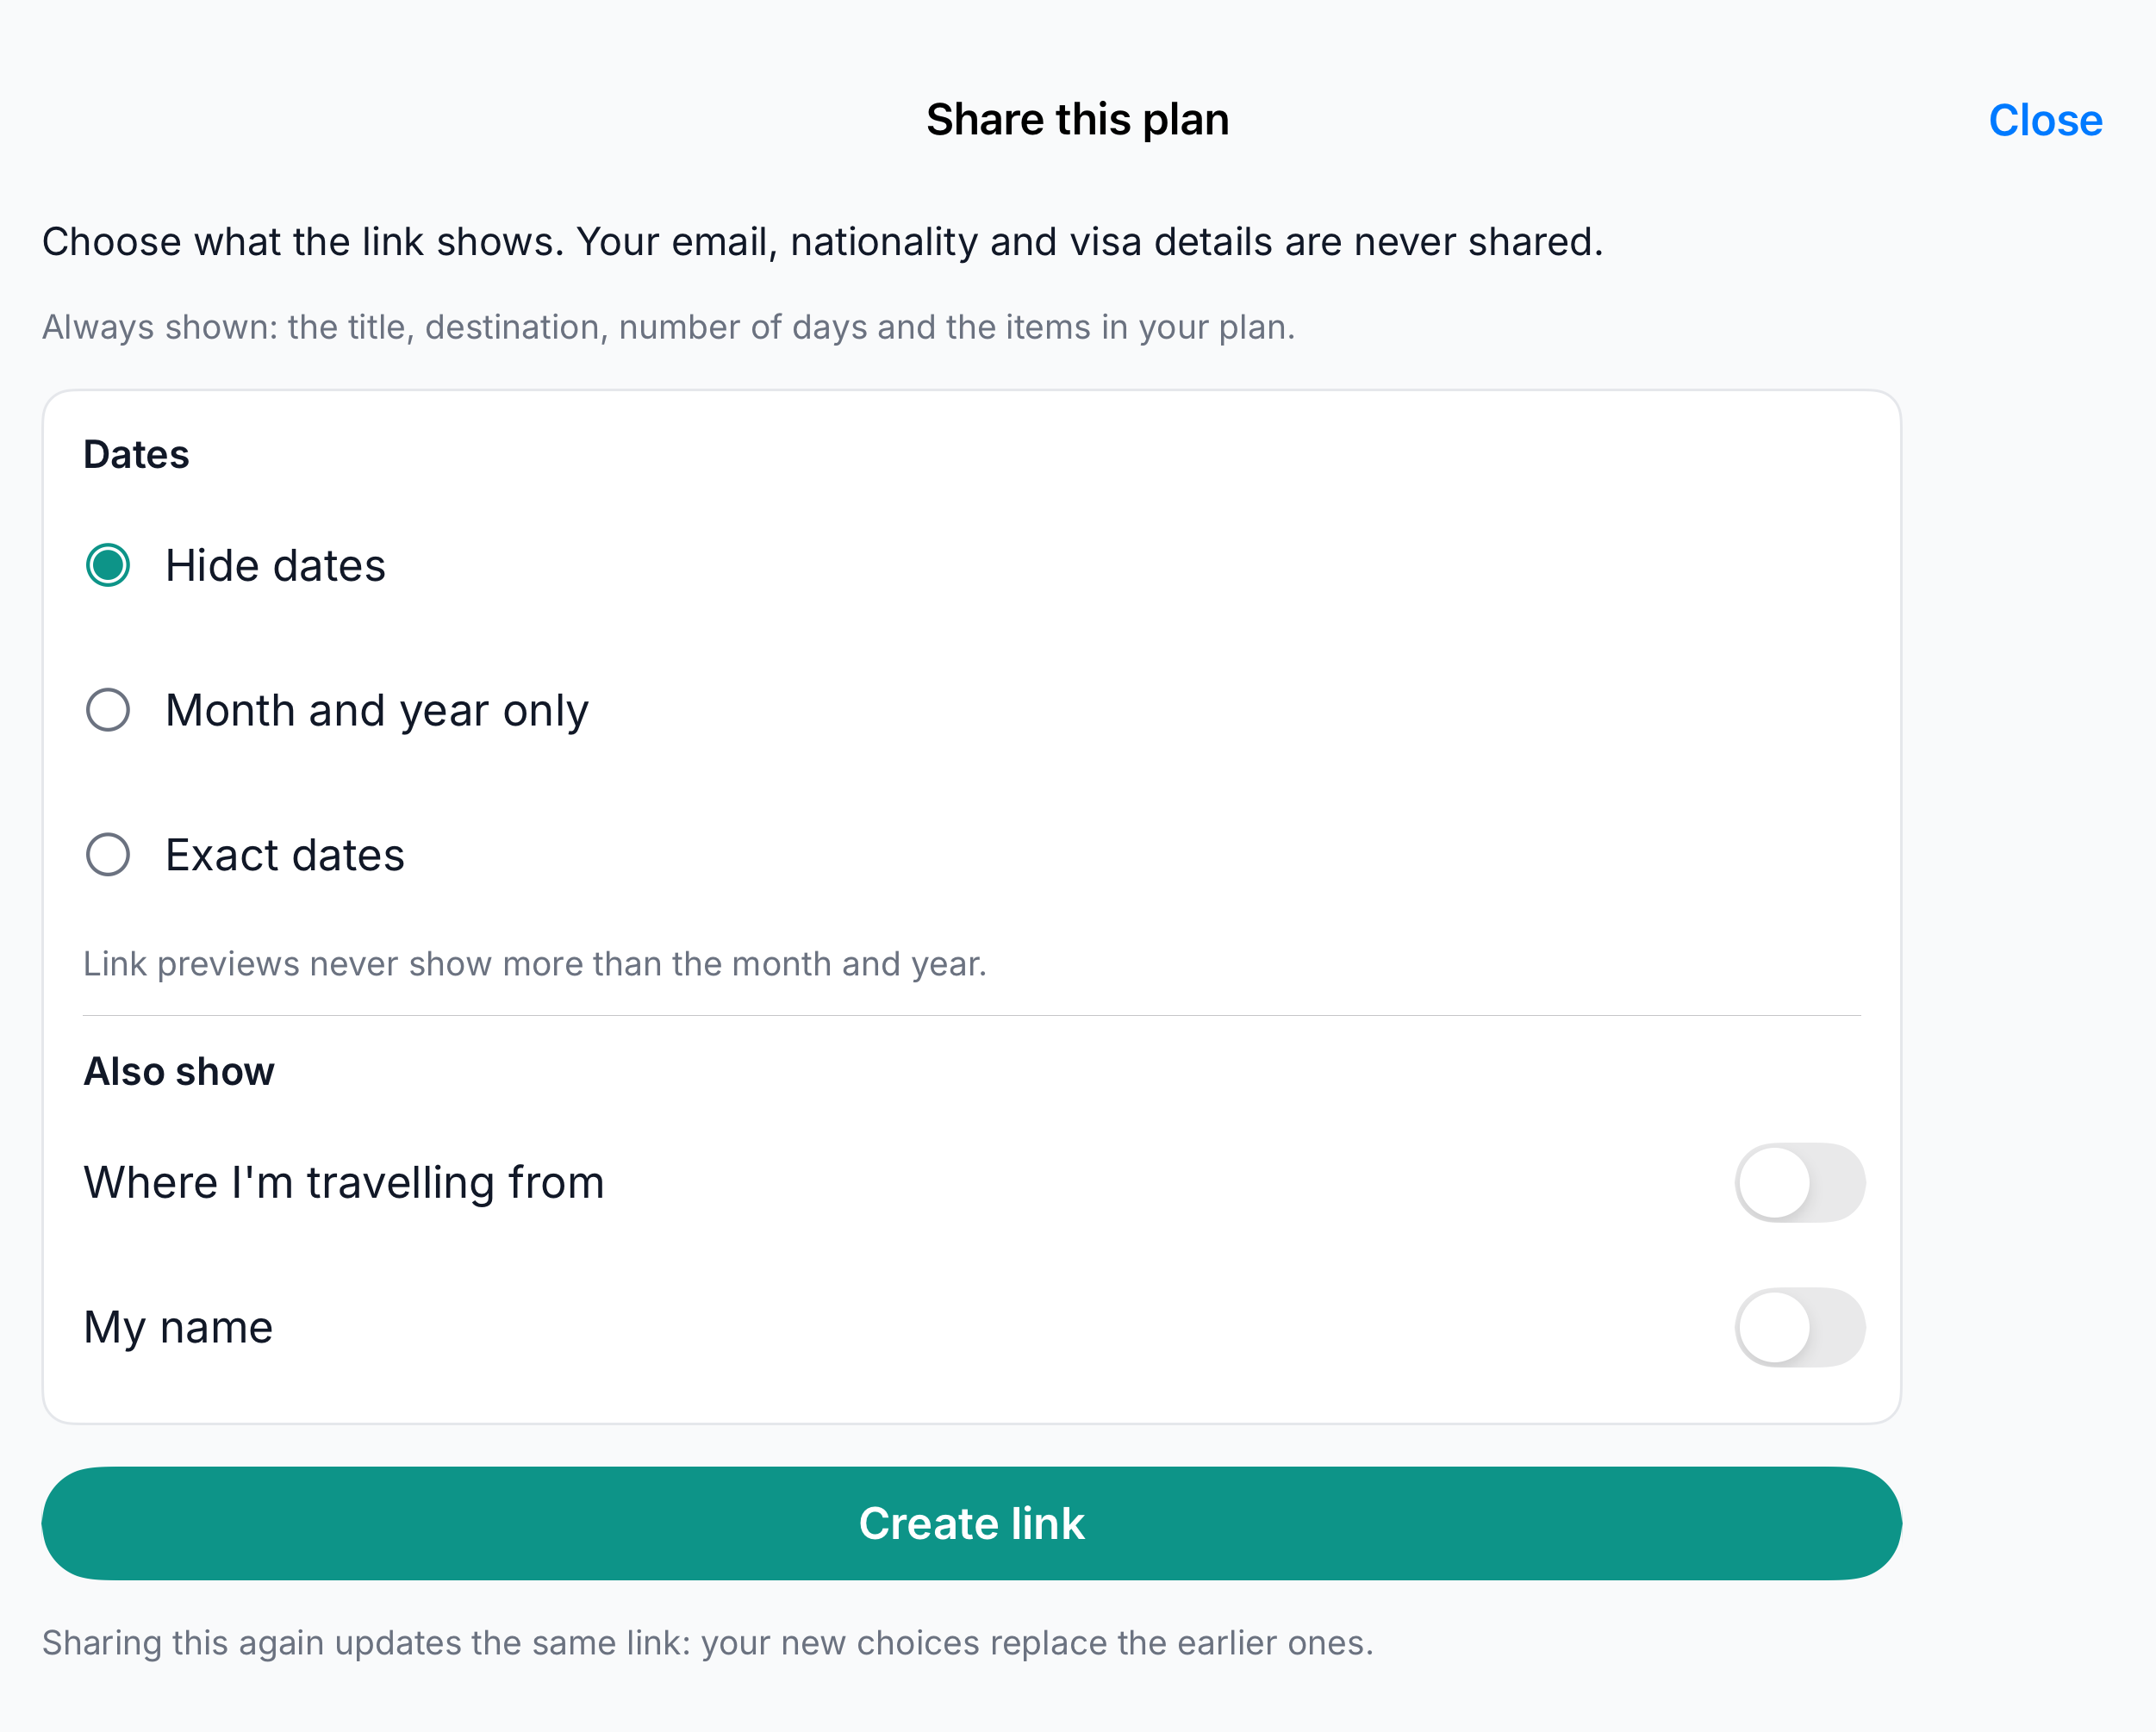 Share this plan
Close
Choose what the link shows. Your email, nationality and visa details are never shared.
Always shown: the title, destination, number of days and the items in your plan.
Dates
Hide dates
Month and year only
Exact dates
Link previews never show more than the month and year.
Also show
Where I'm travelling from
My name
Create link
Sharing this again updates the same link: your new choices replace the earlier ones.